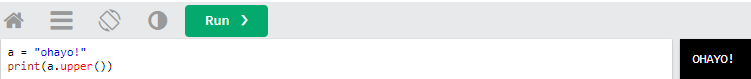 Run ❯
a = "ohayo!"
print(a.upper())
OHAYO!